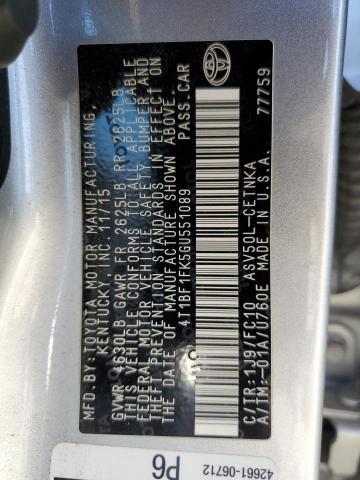 MFD. BY:
TOYOTA MOTOR MANUFACTURING,
KENTUCKY, INC. 11/15
GVWR 4630LB GAWR FR 2625LB RR 2625LB
THIS VEHICLE CONFORMS TO ALL APPLICABLE
FEDERAL MOTOR VEHICLE SAFETY, BUMPER AND
THEFT PREVENTION STANDARDS IN EFFECT ON
THE DATE OF MANUFACTURE SHOWN ABOVE.
4T1BF1FK5GU551089 PASS.CAR
C/TR:1J9/FC10 ASV50L-CETNKA
A/TM:-01A/U760E MADE IN U.S.A. 77759
42661-06712
P6